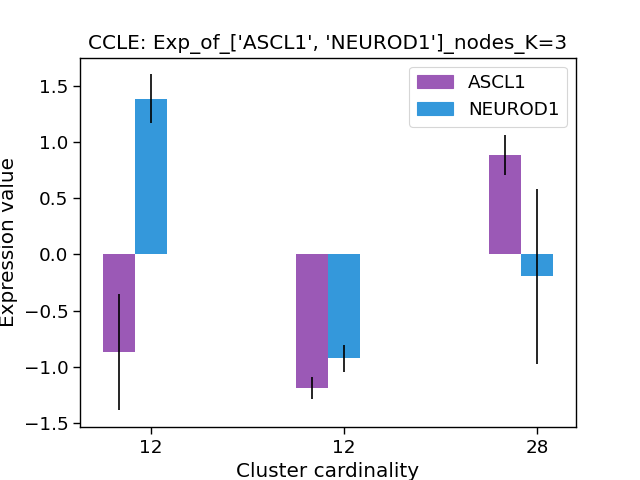 CCLE: Exp_of_['ASCL1', 'NEUROD1']_nodes_K=3
ASCL1
NEUROD1
1.5
1.0
0.5
0.0
−0.5
−1.0
−1.5
Expression value
12
12
28
Cluster cardinality